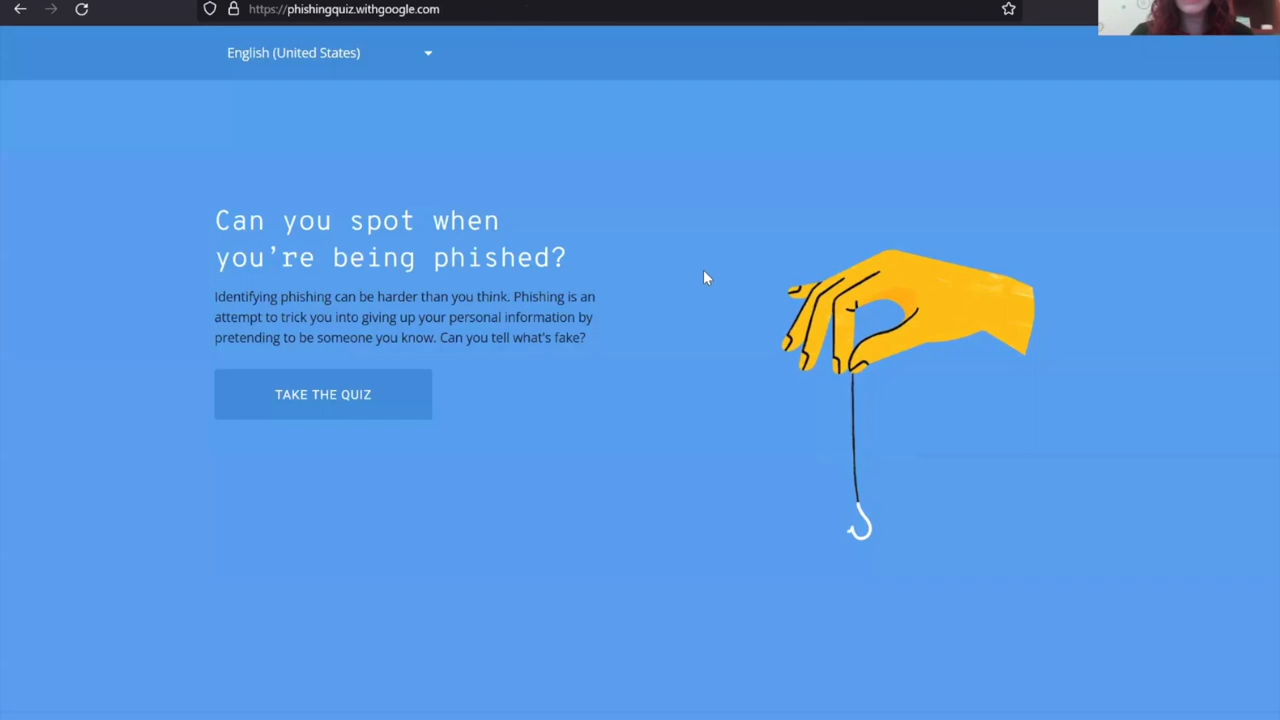 https://phishingquiz.withgoogle.com
English (United States)
Can you spot when
you’re being phished?
Identifying phishing can be harder than you think. Phishing is an
attempt to trick you into giving up your personal information by
pretending to be someone you know. Can you tell what's fake?
TAKE THE QUIZ